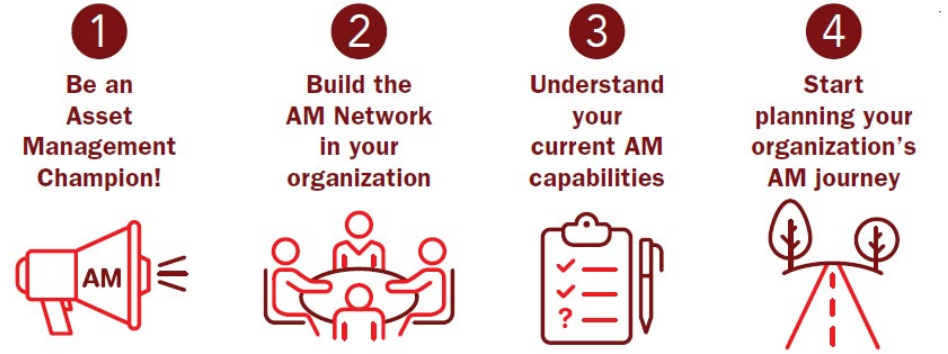 1
Be an
Asset
Management
Champion!
AM
2
Build the
AM Network
in your
organization
3
Understand
your
current AM
capabilities
?
4
Start
planning your
organization's
AM journey